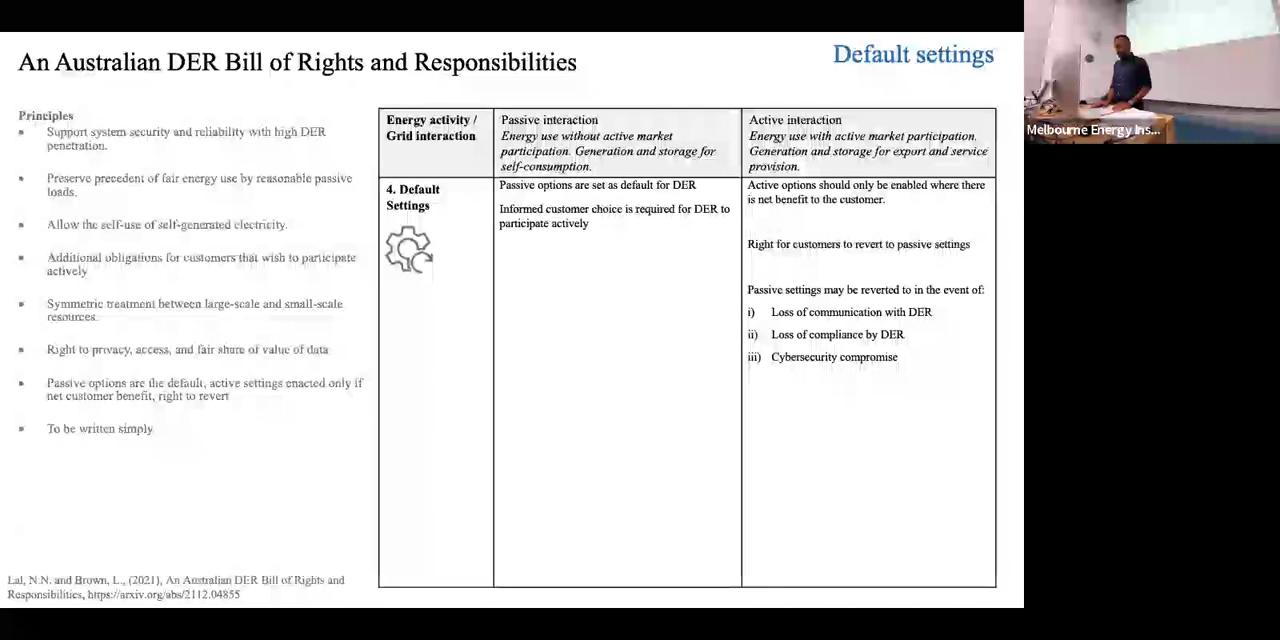 An Australian DER Bill of Rights and Responsibilities
Default settings
Principles
Support system security and reliability with high DER
penetration.
Preserve precedent of fair energy use by reasonable passive
loads.
Allow the self-use of self-generated electricity.
Additional obligations for customers that wish to participate
actively
Symmetric treatment between large-scale and small-scale
resources.
Right to privacy, access, and fair share of value of data
Passive options are the default, active settings enacted only if
net customer benefit, right to revert
To be written simply
Lal, N.N. and Brown, L., (2021), An Australian DER Bill of Rights and
Responsibilities, https://arxiv.org/abs/2112.04855
Energy activity /
Grid interaction
Passive interaction
Energy use without active market
participation. Generation and storage for
self-consumption.
Active interaction
Energy use with active market participation.
Generation and storage for export and service
provision.
4. Default
Settings
Passive options are set as default for DER
Informed customer choice is required for DER to
participate actively
Active options should only be enabled where there
is net benefit to the customer.
Right for customers to revert to passive settings
Passive settings may be reverted to in the event of:
i) Loss of communication with DER
ii) Loss of compliance by DER
iii) Cybersecurity compromise
Melbourne Energy Ins...